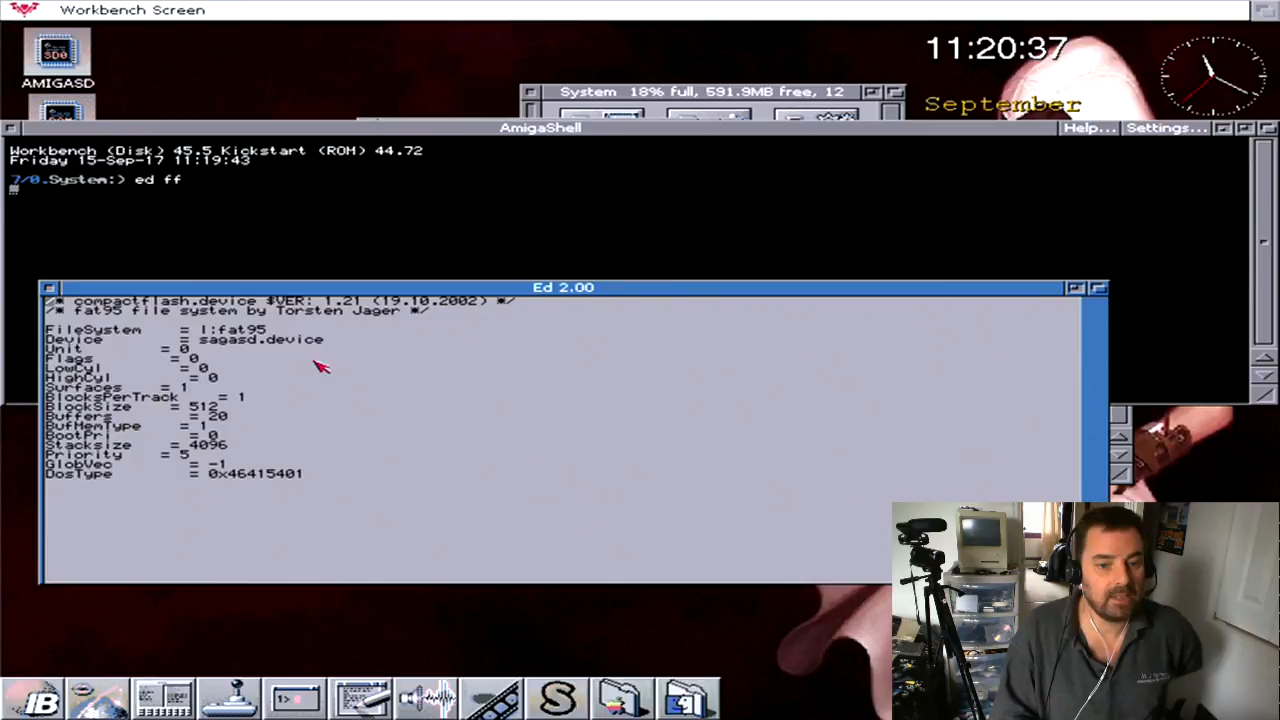 Workbench Screen
SD0
AMIGASD
11:20:37
September
System 18% full, 591.9MB free, 12
AmigaShell
Help...
Settings...
Workbench (Disk) 45.5 Kickstart (ROM) 44.72
Friday 15-Sep-17 11:19:43
7/0.System:> ed ff
Ed 2.00
/* compactflash.device $VER: 1.21 (19.10.2002) */
/* fat95 file system by Torsten Jager */
FileSystem = l:fat95
Device = sagasd.device
Unit = 0
Flags = 0
LowCyl = 0
HighCyl = 0
Surfaces = 1
BlocksPerTrack = 1
BlockSize = 512
Buffers = 20
BufMemType = 1
BootPri = 0
Stacksize = 4096
Priority = 5
GlobVec = -1
DosType = 0x46415401
IB
1>
S